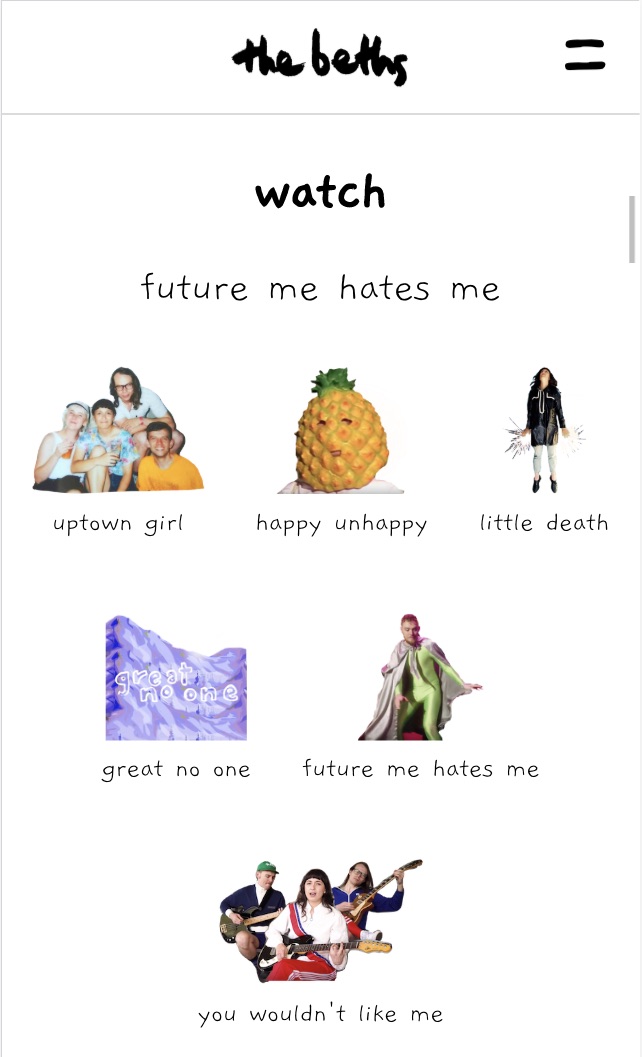 the beths
watch
future me hates me
uptown girl
happy unhappy
little death
great
no one
great no one
future me hates me
you wouldn't like me